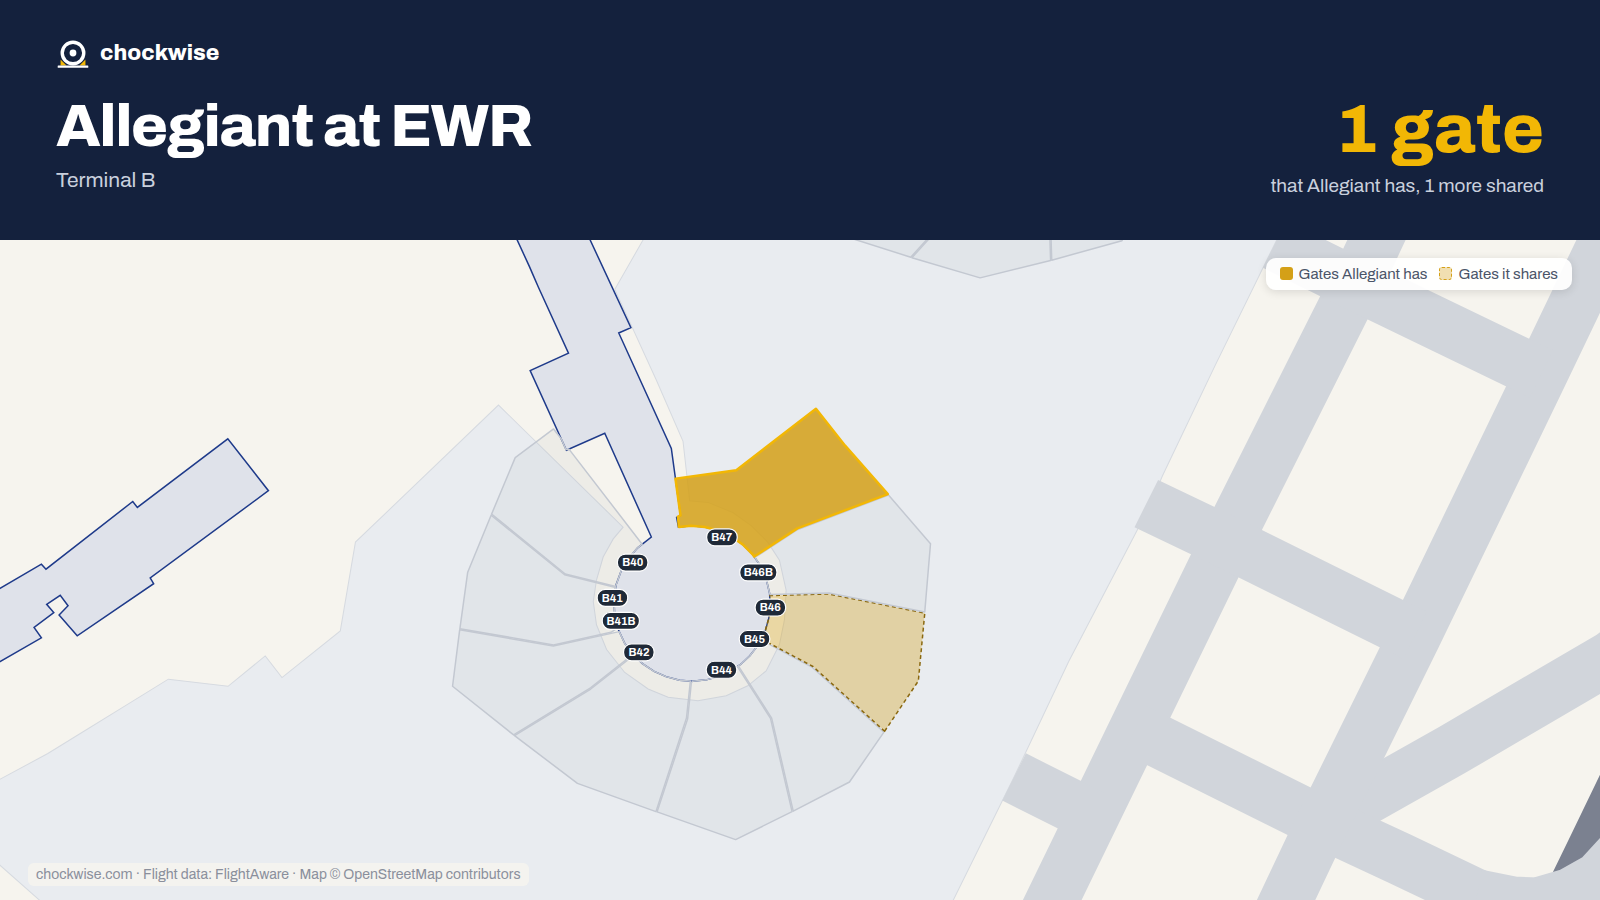 chockwise
Allegiant at EWR
Terminal B
1 gate
that Allegiant has, 1 more shared
Gates Allegiant has
Gates it shares
B47
B40
B46B
B41
B46
B41B
B45
B42
B44
chockwise.com · Flight data: FlightAware · Map © OpenStreetMap contributors